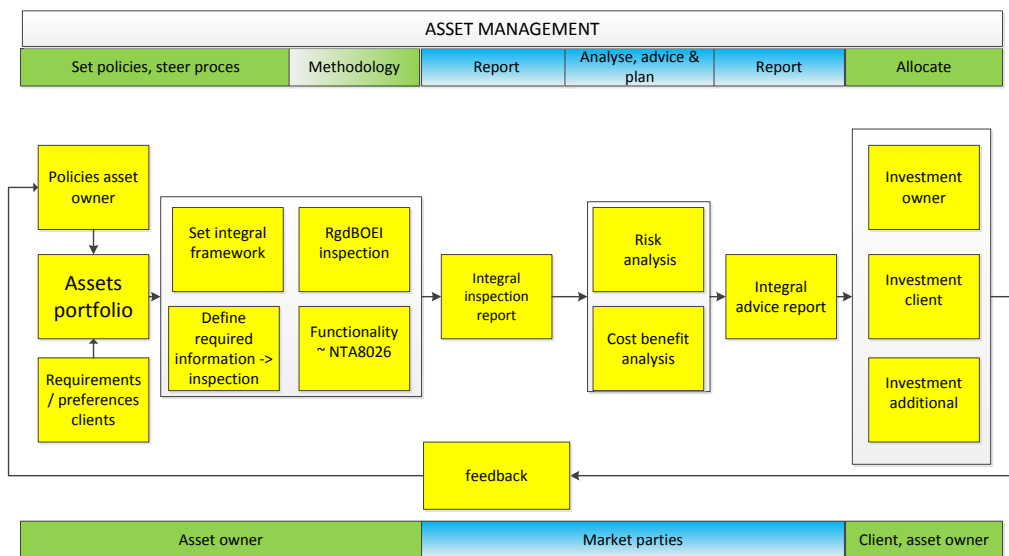 ASSET MANAGEMENT
Set policies, steer proces
Methodology
Report
Analyse, advice &
plan
Report
Allocate
Policies asset
owner
Assets
portfolio
Requirements
/ preferences
clients
Set integral
framework
RgdBOEI
inspection
Define
required
information ->
inspection
Functionality
~ NTA8026
Integral
inspection
report
Risk
analysis
Cost benefit
analysis
Integral
advice report
Investment
owner
Investment
client
Investment
additional
feedback
Asset owner
Market parties
Client, asset owner